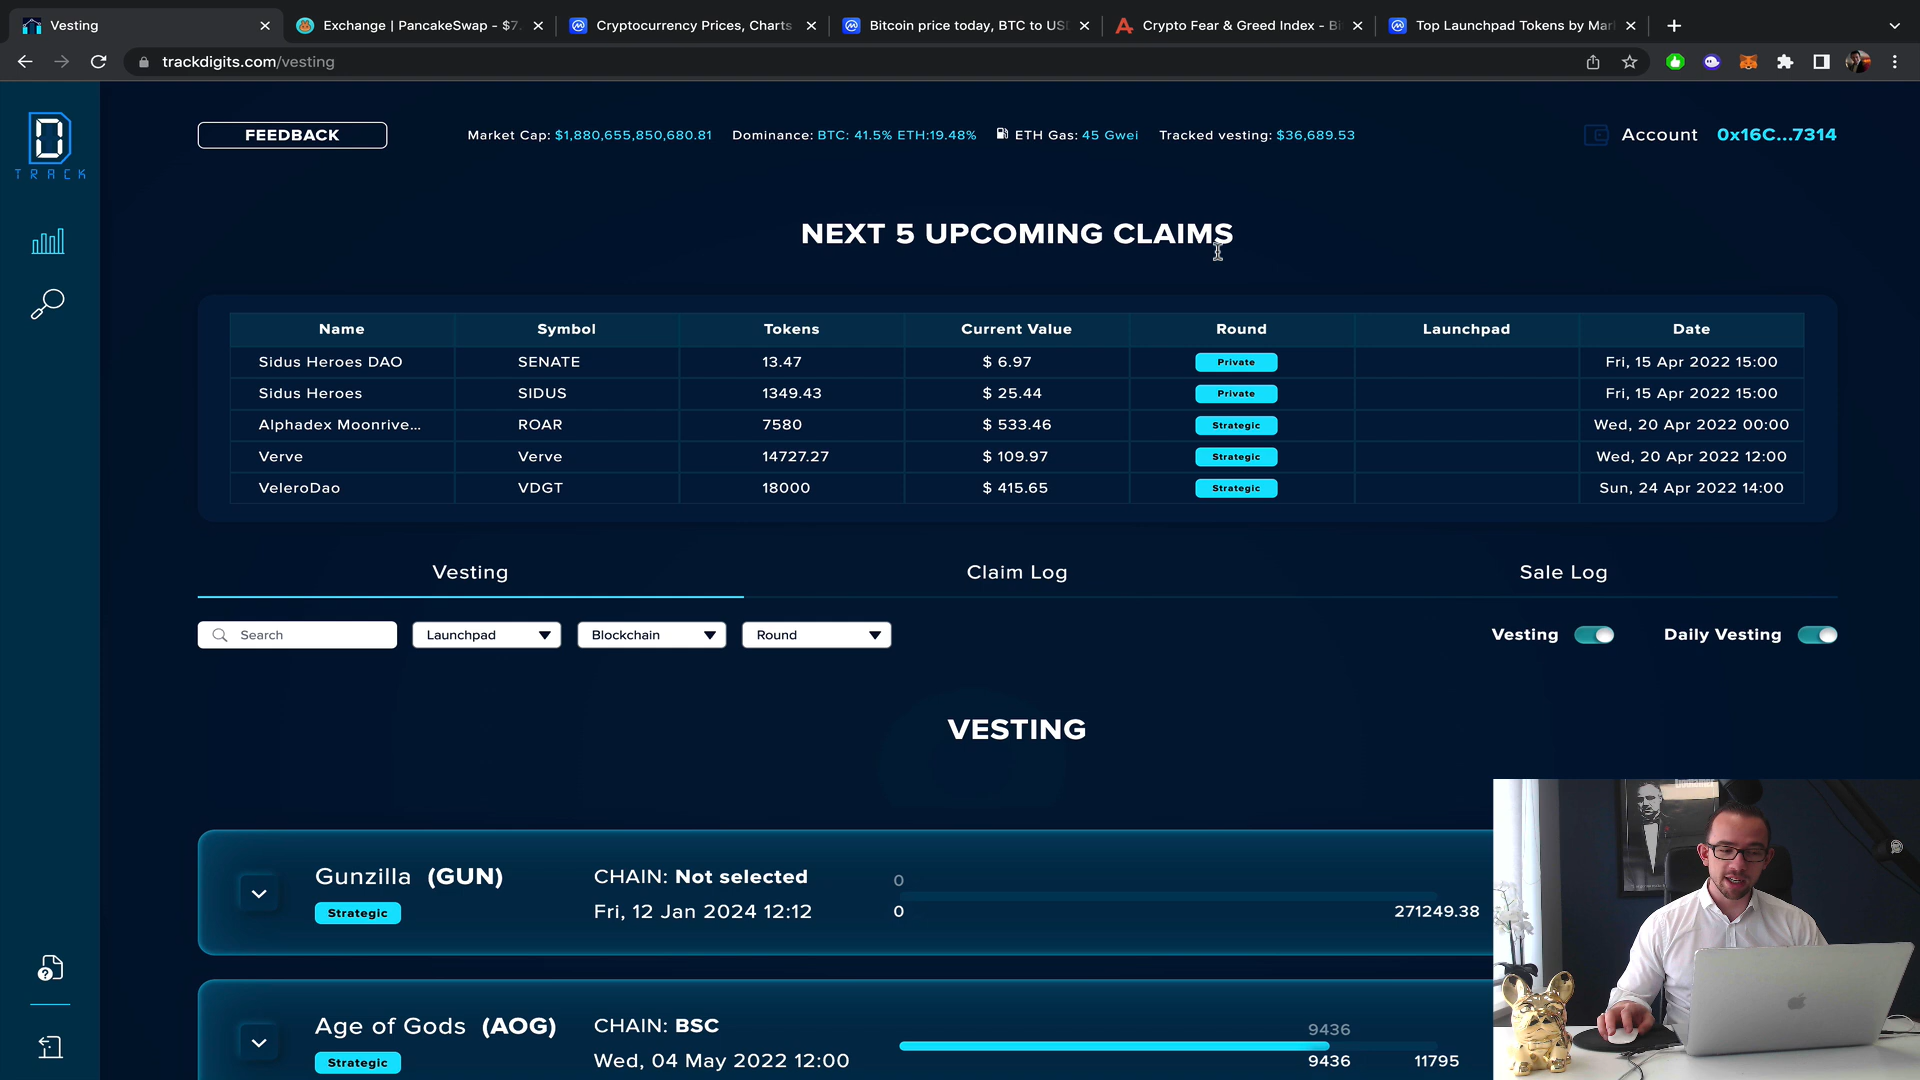 Vesting
Exchange | PancakeSwap - $7.
Cryptocurrency Prices, Charts
Bitcoin price today, BTC to US
Crypto Fear & Greed Index - Bi
Top Launchpad Tokens by Mar
trackdigits.com/vesting
D
TRACK
FEEDBACK
Market Cap: $1,880,655,850,680.81 Dominance: BTC: 41.5% ETH:19.48% ETH Gas: 45 Gwei Tracked vesting: $36,689.53
Account 0x16C...7314
NEXT 5 UPCOMING CLAIMS
Name Symbol Tokens Current Value Round Launchpad Date
Sidus Heroes DAO SENATE 13.47 $ 6.97 Private Fri, 15 Apr 2022 15:00
Sidus Heroes SIDUS 1349.43 $ 25.44 Private Fri, 15 Apr 2022 15:00
Alphadex Moonrive... ROAR 7580 $ 533.46 Strategic Wed, 20 Apr 2022 00:00
Verve Verve 14727.27 $ 109.97 Strategic Wed, 20 Apr 2022 12:00
VeleroDao VDGT 18000 $ 415.65 Strategic Sun, 24 Apr 2022 14:00
Vesting Claim Log Sale Log
Search Launchpad Blockchain Round Vesting Daily Vesting
VESTING
Gunzilla (GUN) CHAIN: Not selected 0
Strategic Fri, 12 Jan 2024 12:12 0 271249.38
Age of Gods (AOG) CHAIN: BSC 9436
Strategic Wed, 04 May 2022 12:00 9436 11795